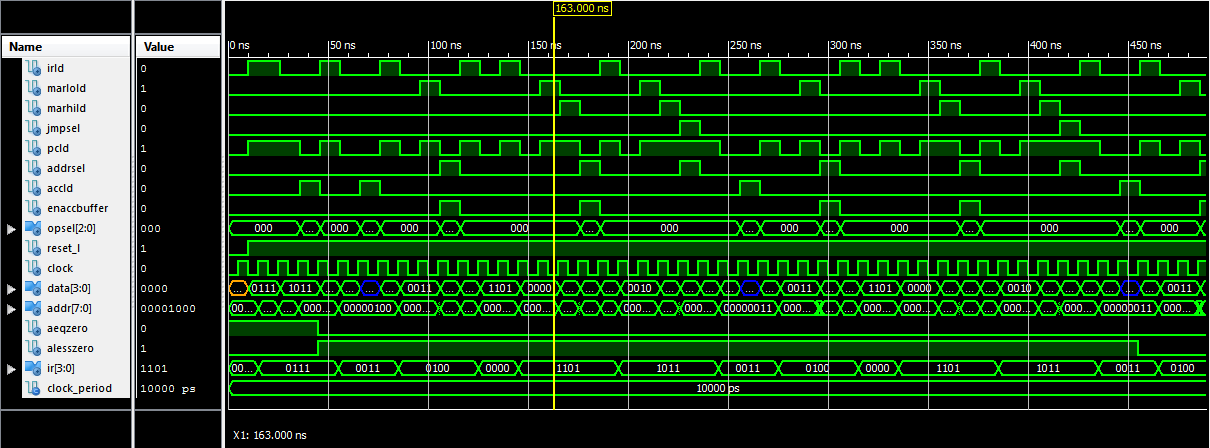 163.000 ns
Name Value 0 ns 50 ns 100 ns 150 ns 200 ns 250 ns 300 ns 350 ns 400 ns 450 ns
irld 0
marlold 1
marhild 0
jmpsel 0
pcld 1
addrsel 0
accld 0
enaccbuffer 0
opsel[2:0] 000 000 ... 000 ... 000 ... 000 ... 000 ... 000 ... 000 ... 000 ... 000
reset_l 1
clock 0
data[3:0] 0000 ... 0111 1011 ... ... ... ... 0011 ... ... ... 1101 0000 ... ... ... 0010 ... ... ... ... ... ... 0011 ... ... ... 1101 0000 ... ... ... 0010 ... ... ... ... ... ... 0011 ...
addr[7:0] 00001000 00... ... ... 000... ... 00000100 ... 000... ... ... ... 000... 000... ... ... ... 000... ... ... 000... 00000011 ... 000... ... ... ... 000... 000... ... ... ... 000... ... ... 000... 00000011 000...
aeqzero 0
alesszero 1
ir[3:0] 1101 00... 0111 0011 0100 0000 1101 1011 0011 0100 0000 1101 1011 0011 0100
clock_period 10000 ps 10000 ps
X1: 163.000 ns